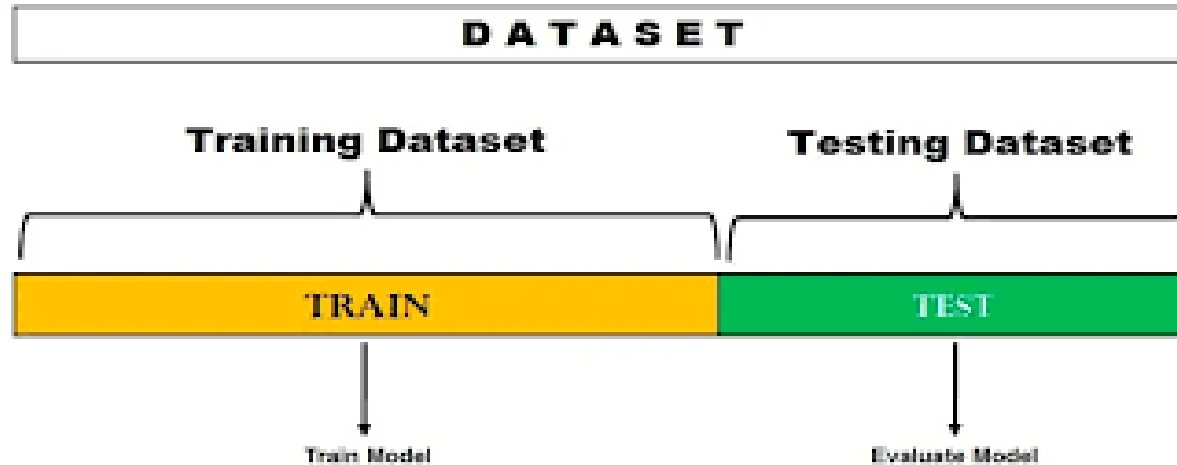 DATASET
Training Dataset
Testing Dataset
TRAIN
TEST
Train Model
Evaluate Model